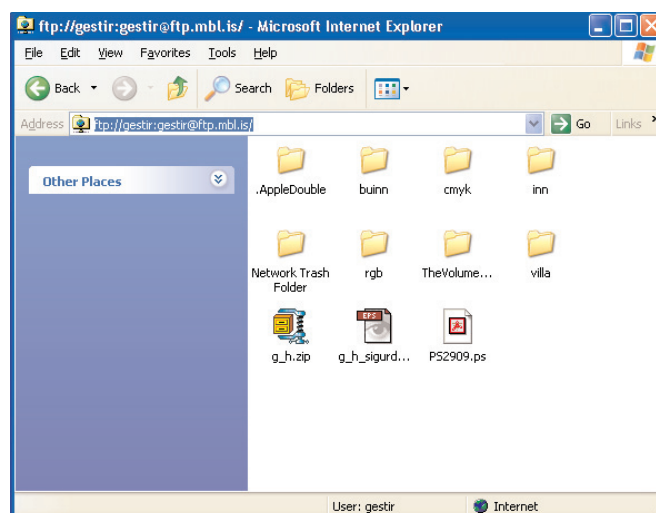 ftp://gestir:gestir@ftp.mbl.is/ - Microsoft Internet Explorer
File Edit View Favorites Tools Help
Back Search Folders
Address ftp://gestir:gestir@ftp.mbl.is/ Go Links »
Other Places
.AppleDouble buinn cmyk inn
Network Trash Folder rgb TheVolume... villa
EPS
g_h.zip g_h_sigurd... PS2909.ps
User: gestir Internet